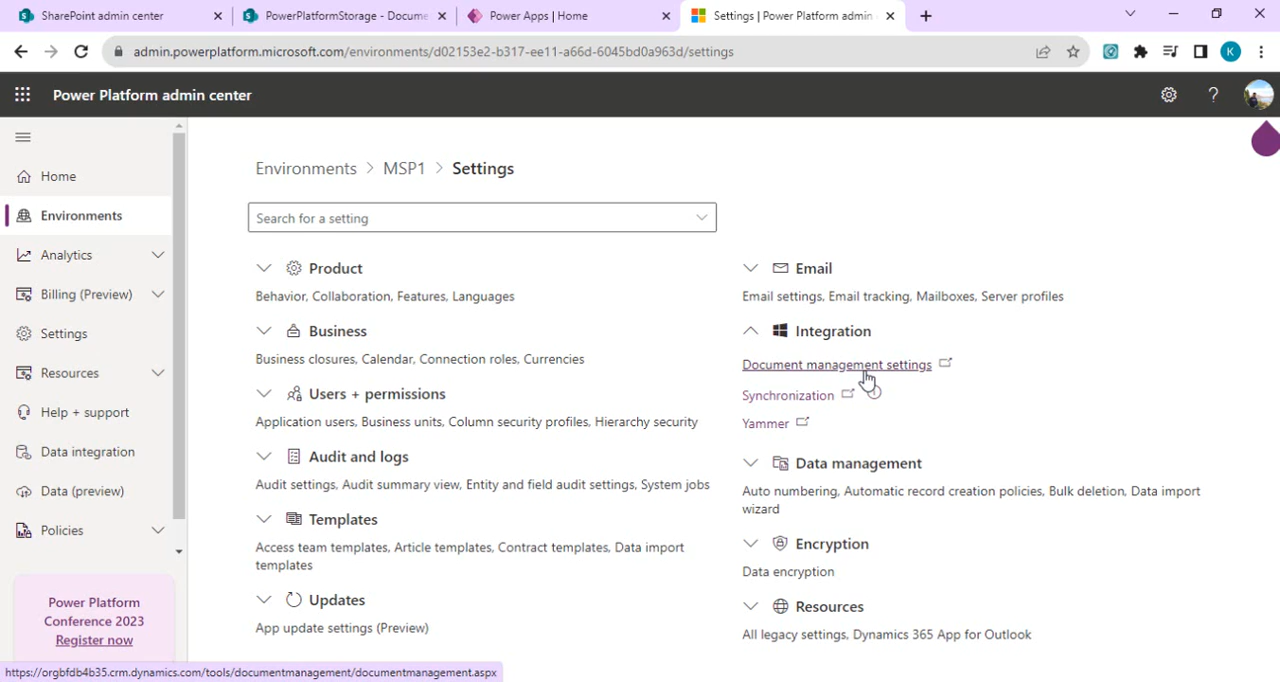 SharePoint admin center
PowerPlatformStorage - Docume
Power Apps | Home
Settings | Power Platform admin
admin.powerplatform.microsoft.com/environments/d02153e2-b317-ee11-a66d-6045bd0a963d/settings
K
Power Platform admin center
Home
Environments
Analytics
Billing (Preview)
Settings
Resources
Help + support
Data integration
Data (preview)
Policies
Power Platform
Conference 2023
Register now
Environments > MSP1 > Settings
Search for a setting
Product
Behavior, Collaboration, Features, Languages
Business
Business closures, Calendar, Connection roles, Currencies
Users + permissions
Application users, Business units, Column security profiles, Hierarchy security
Audit and logs
Audit settings, Audit summary view, Entity and field audit settings, System jobs
Templates
Access team templates, Article templates, Contract templates, Data import
templates
Updates
App update settings (Preview)
Email
Email settings, Email tracking, Mailboxes, Server profiles
Integration
Document management settings
Synchronization
Yammer
Data management
Auto numbering, Automatic record creation policies, Bulk deletion, Data import
wizard
Encryption
Data encryption
Resources
All legacy settings, Dynamics 365 App for Outlook
https://orgbfdb4b35.crm.dynamics.com/tools/documentmanagement/documentmanagement.aspx